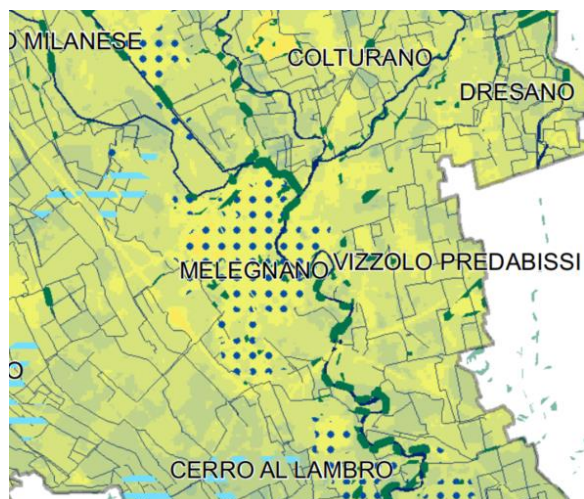 O MILANESE
COLTURANO
DRESANO
MELEGNANO
VIZZOLO PREDABISSI
O
CERRO AL LAMBRO